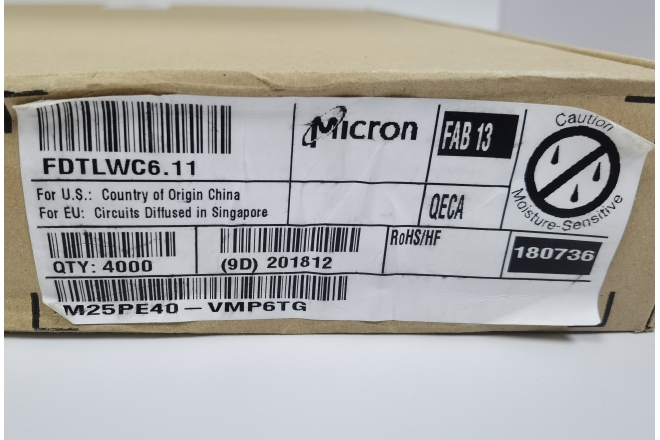 FDTLWC6.11
Micron
FAB 13
Caution
Moisture-Sensitive
For U.S.: Country of Origin China
For EU: Circuits Diffused in Singapore
QECA
QTY: 4000
(9D) 201812
RoHS/HF
180736
M25PE40-VMP6TG